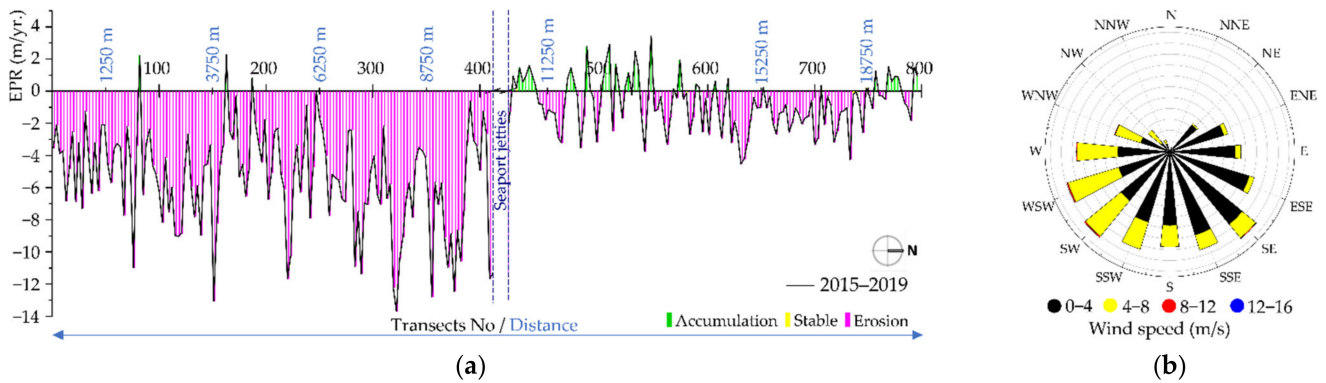 EPR (m/yr.)
4
2
0
−2
−4
−6
−8
−10
−12
−14
1250 m
3750 m
6250 m
8750 m
11250 m
15250 m
18750 m
100
200
300
400
500
600
700
800
Seaport jetties
N
2015–2019
Transects No / Distance
Accumulation Stable Erosion
(a)
N
NNE
NE
ENE
E
ESE
SE
SSE
S
SSW
SW
WSW
W
WNW
NW
NNW
0–4 4–8 8–12 12–16
Wind speed (m/s)
(b)